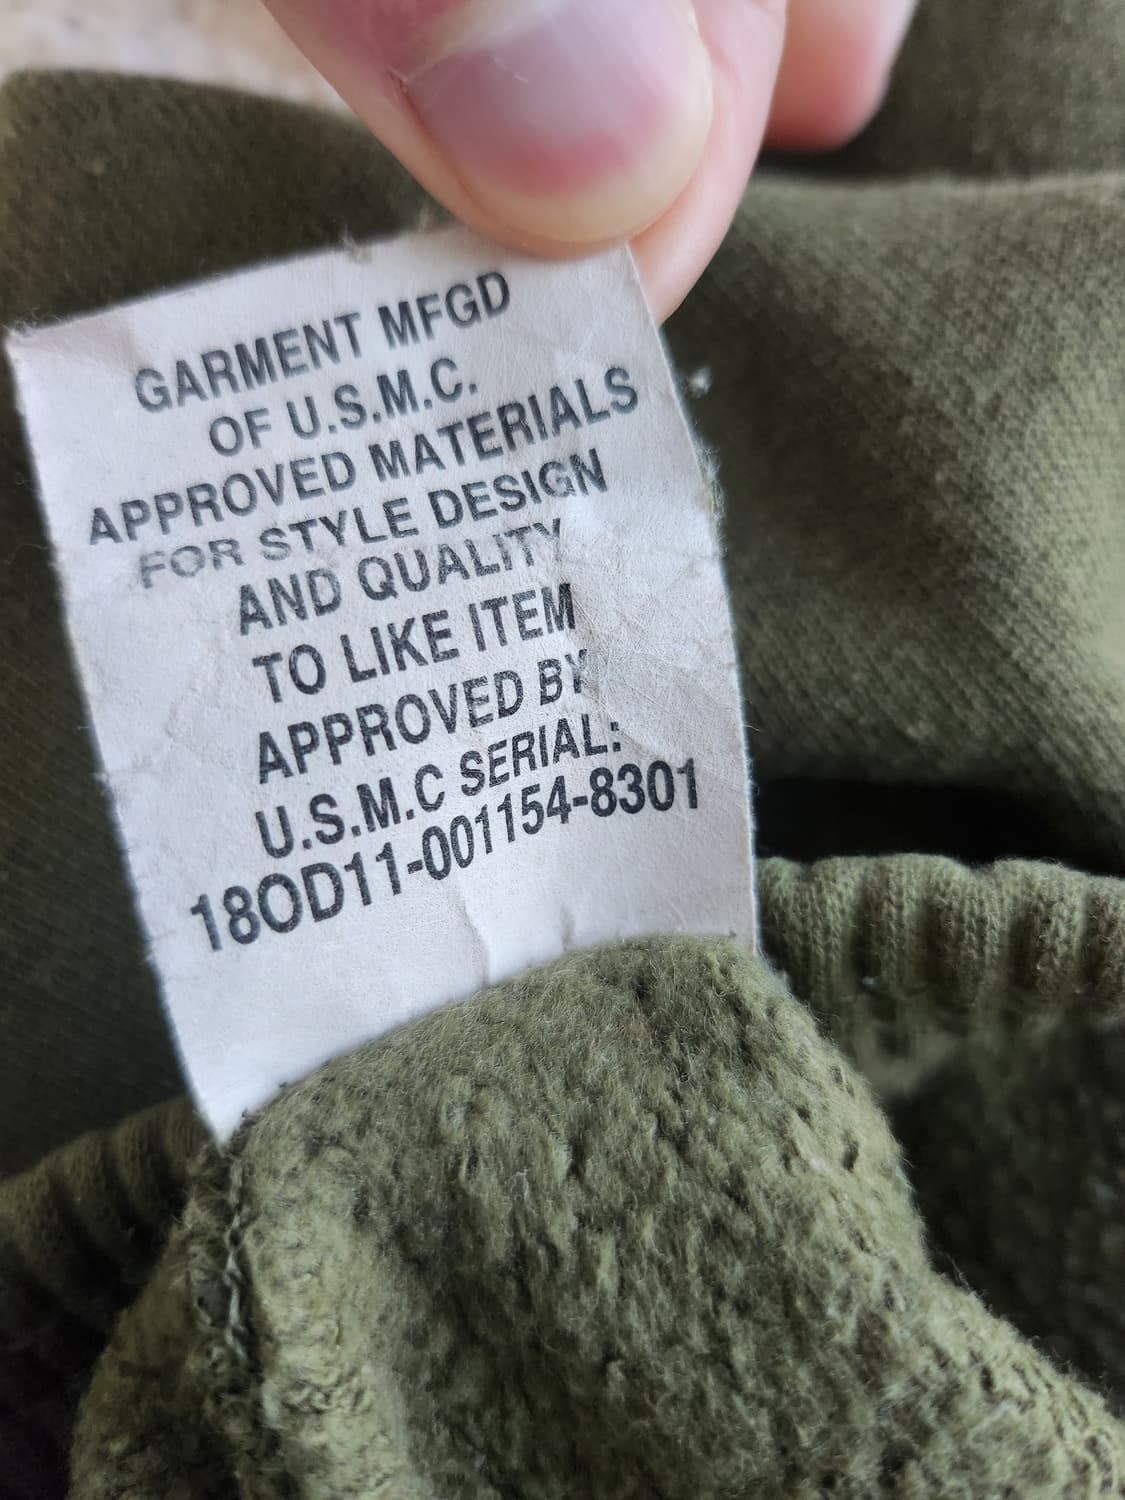 GARMENT MFGD
OF U.S.M.C.
APPROVED MATERIALS
FOR STYLE DESIGN
AND QUALITY
TO LIKE ITEM
APPROVED BY
U.S.M.C SERIAL:
18OD11-001154-8301